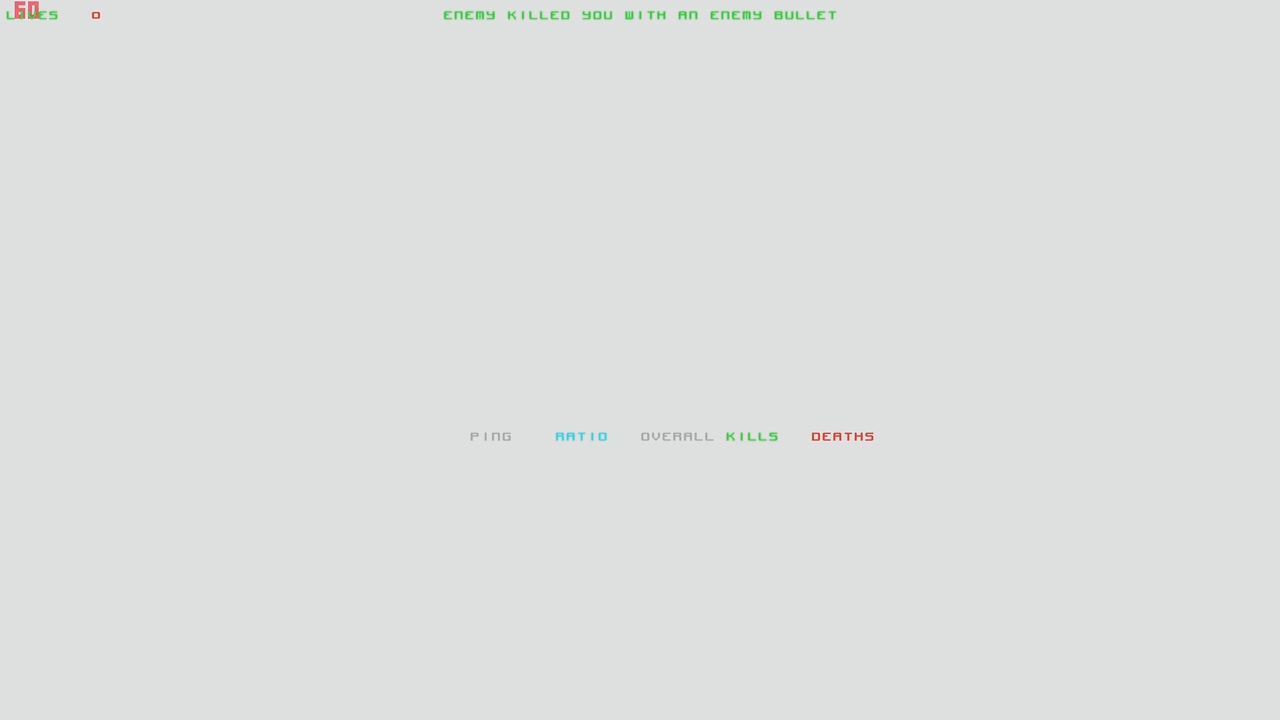 LIVES 0
60
ENEMY KILLED YOU WITH AN ENEMY BULLET
PING RATIO OVERALL KILLS DEATHS